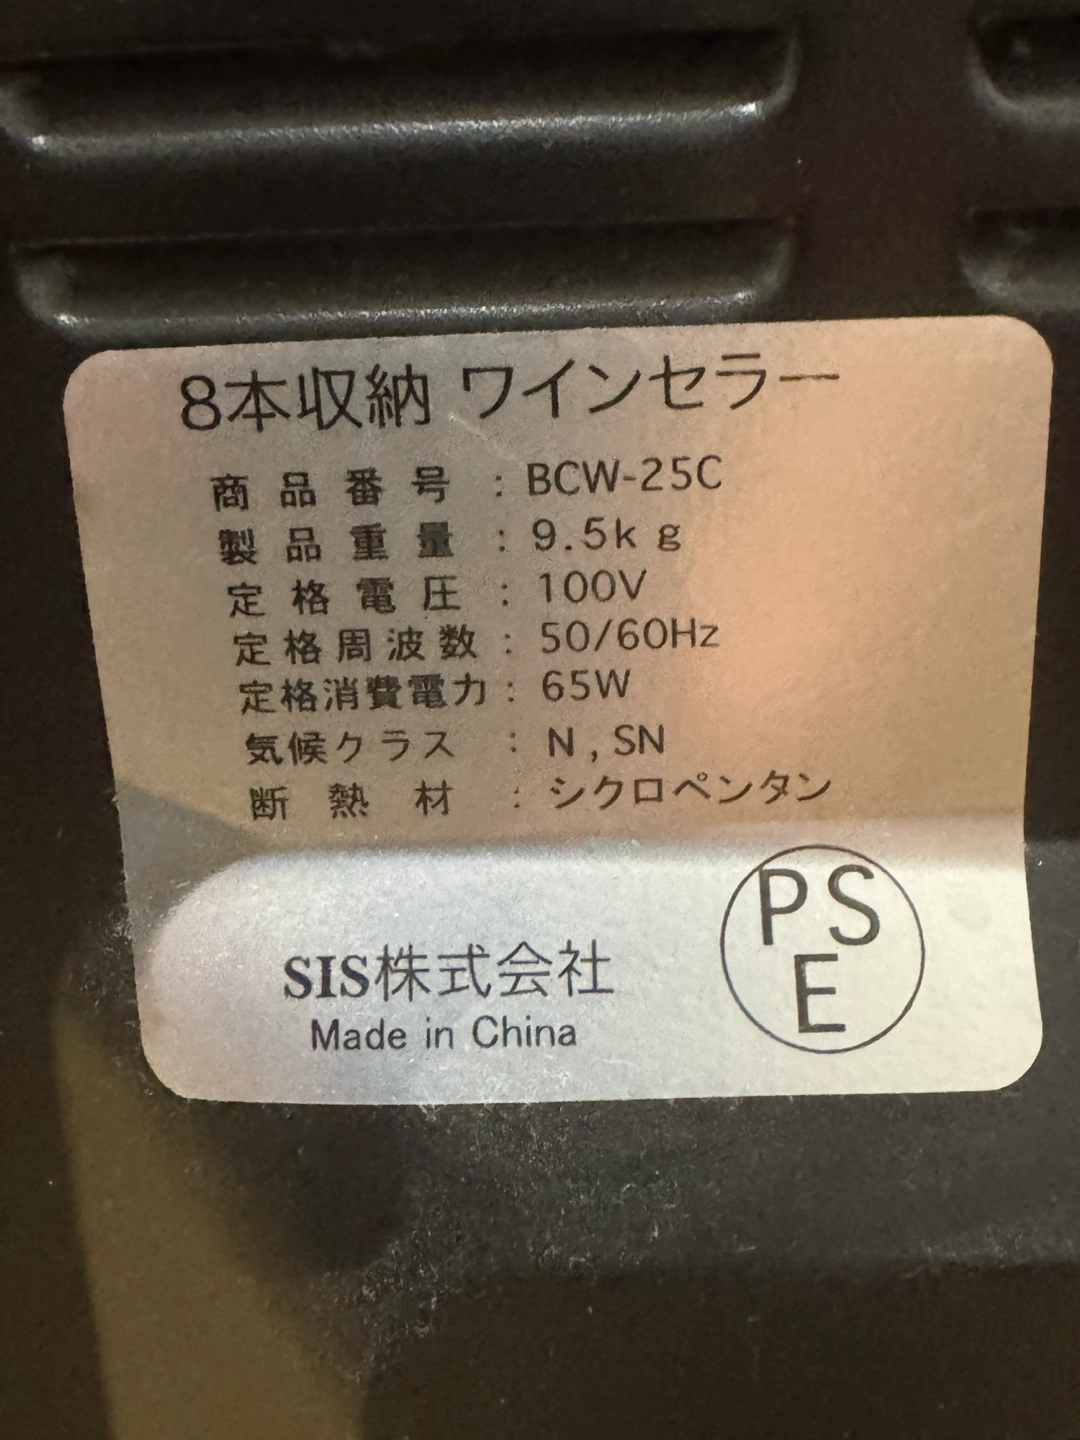 8本収納 ワインセラー
商品番号 : BCW-25C
製品重量 : 9.5kg
定格電圧 : 100V
定格周波数 : 50/60Hz
定格消費電力 : 65W
気候クラス : N , SN
断熱材 : シクロペンタン
PS
E
SIS株式会社
Made in China